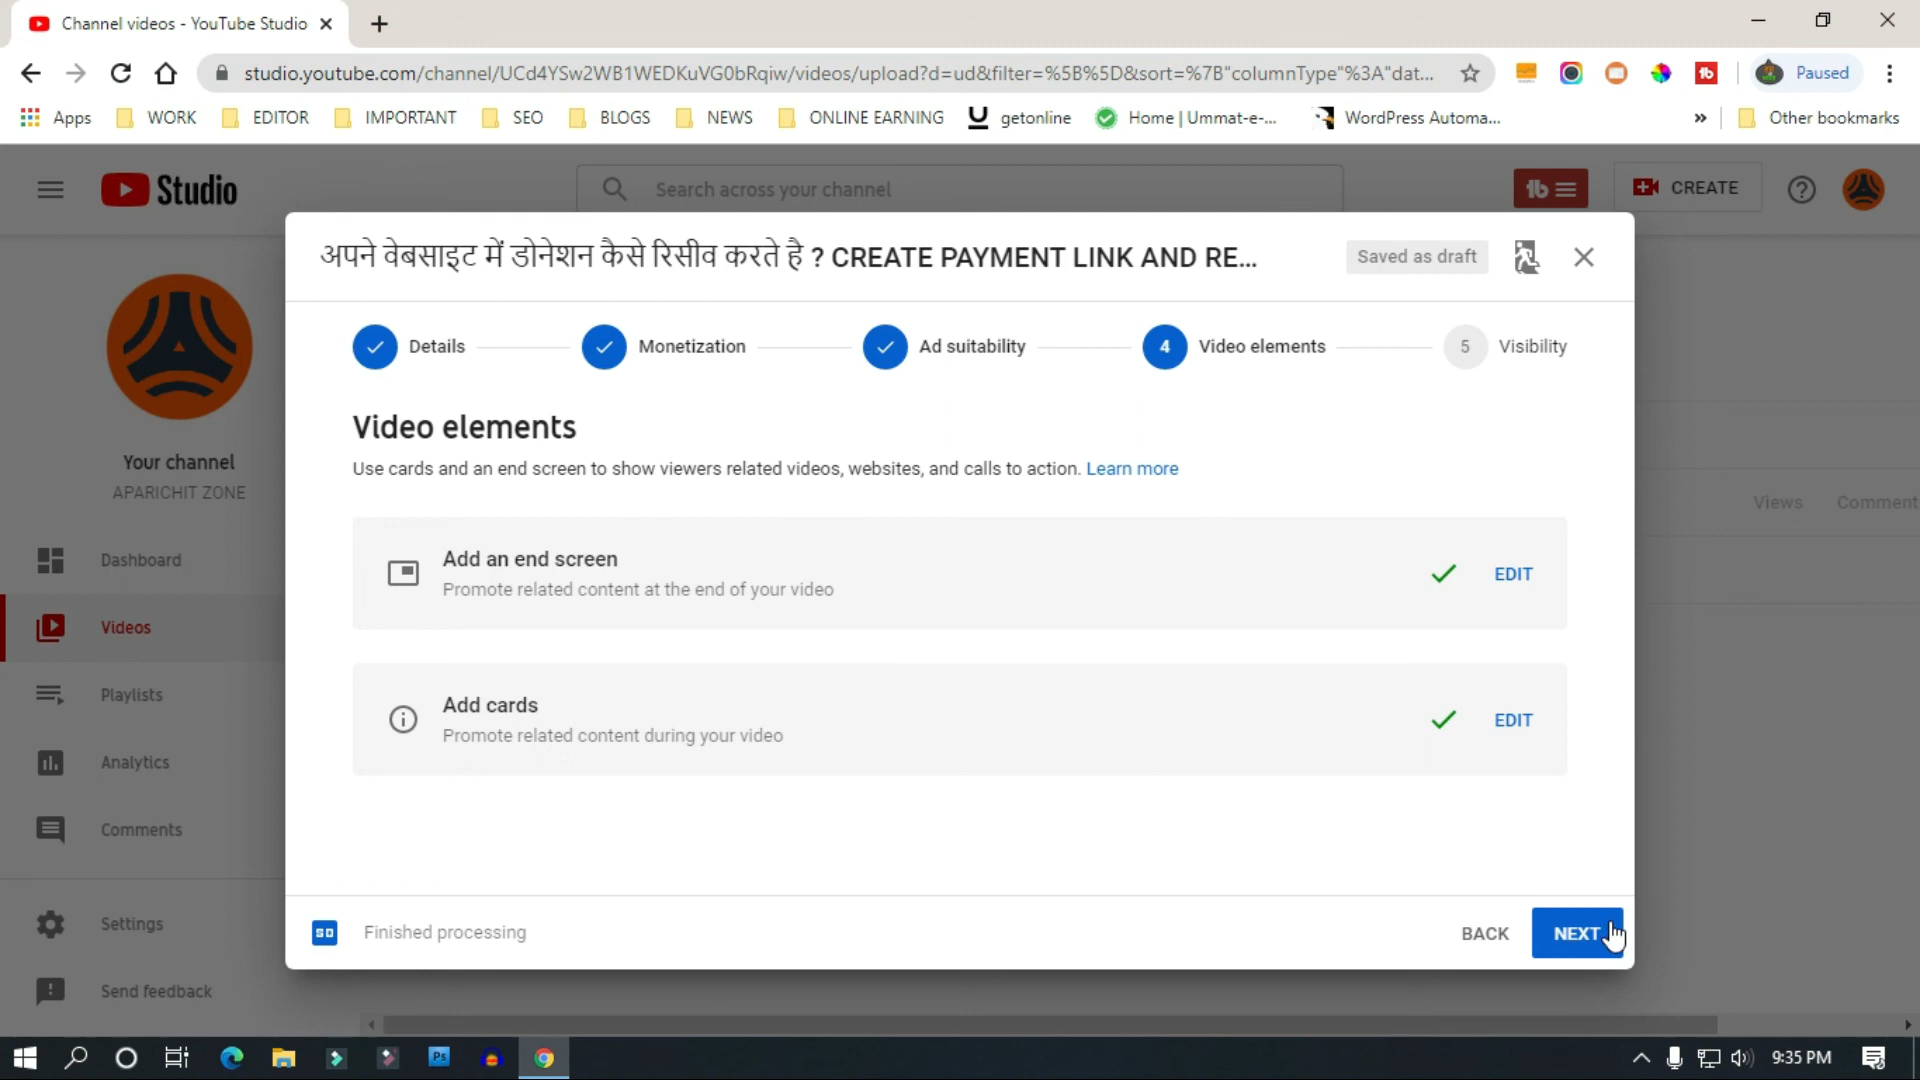 Channel videos - YouTube Studio
studio.youtube.com/channel/UCd4YSw2WB1WEDKuVG0bRqiw/videos/upload?d=ud&filter=%5B%5D&sort=%7B"columnType"%3A"dat...
Paused
Apps WORK EDITOR IMPORTANT SEO BLOGS NEWS ONLINE EARNING getonline Home | Ummat-e-... WordPress Automa... » Other bookmarks
Studio
Search across your channel
CREATE
अपने वेबसाइट में डोनेशन कैसे रिसीव करते है ? CREATE PAYMENT LINK AND RE...
Saved as draft
Details
Monetization
Ad suitability
4 Video elements
5 Visibility
Video elements
Use cards and an end screen to show viewers related videos, websites, and calls to action. Learn more
Add an end screen
Promote related content at the end of your video
EDIT
Add cards
Promote related content during your video
EDIT
SD Finished processing
BACK
NEXT
Your channel
APARICHIT ZONE
Dashboard
Videos
Playlists
Analytics
Comments
Settings
Send feedback
Views Comment
Ps
9:35 PM